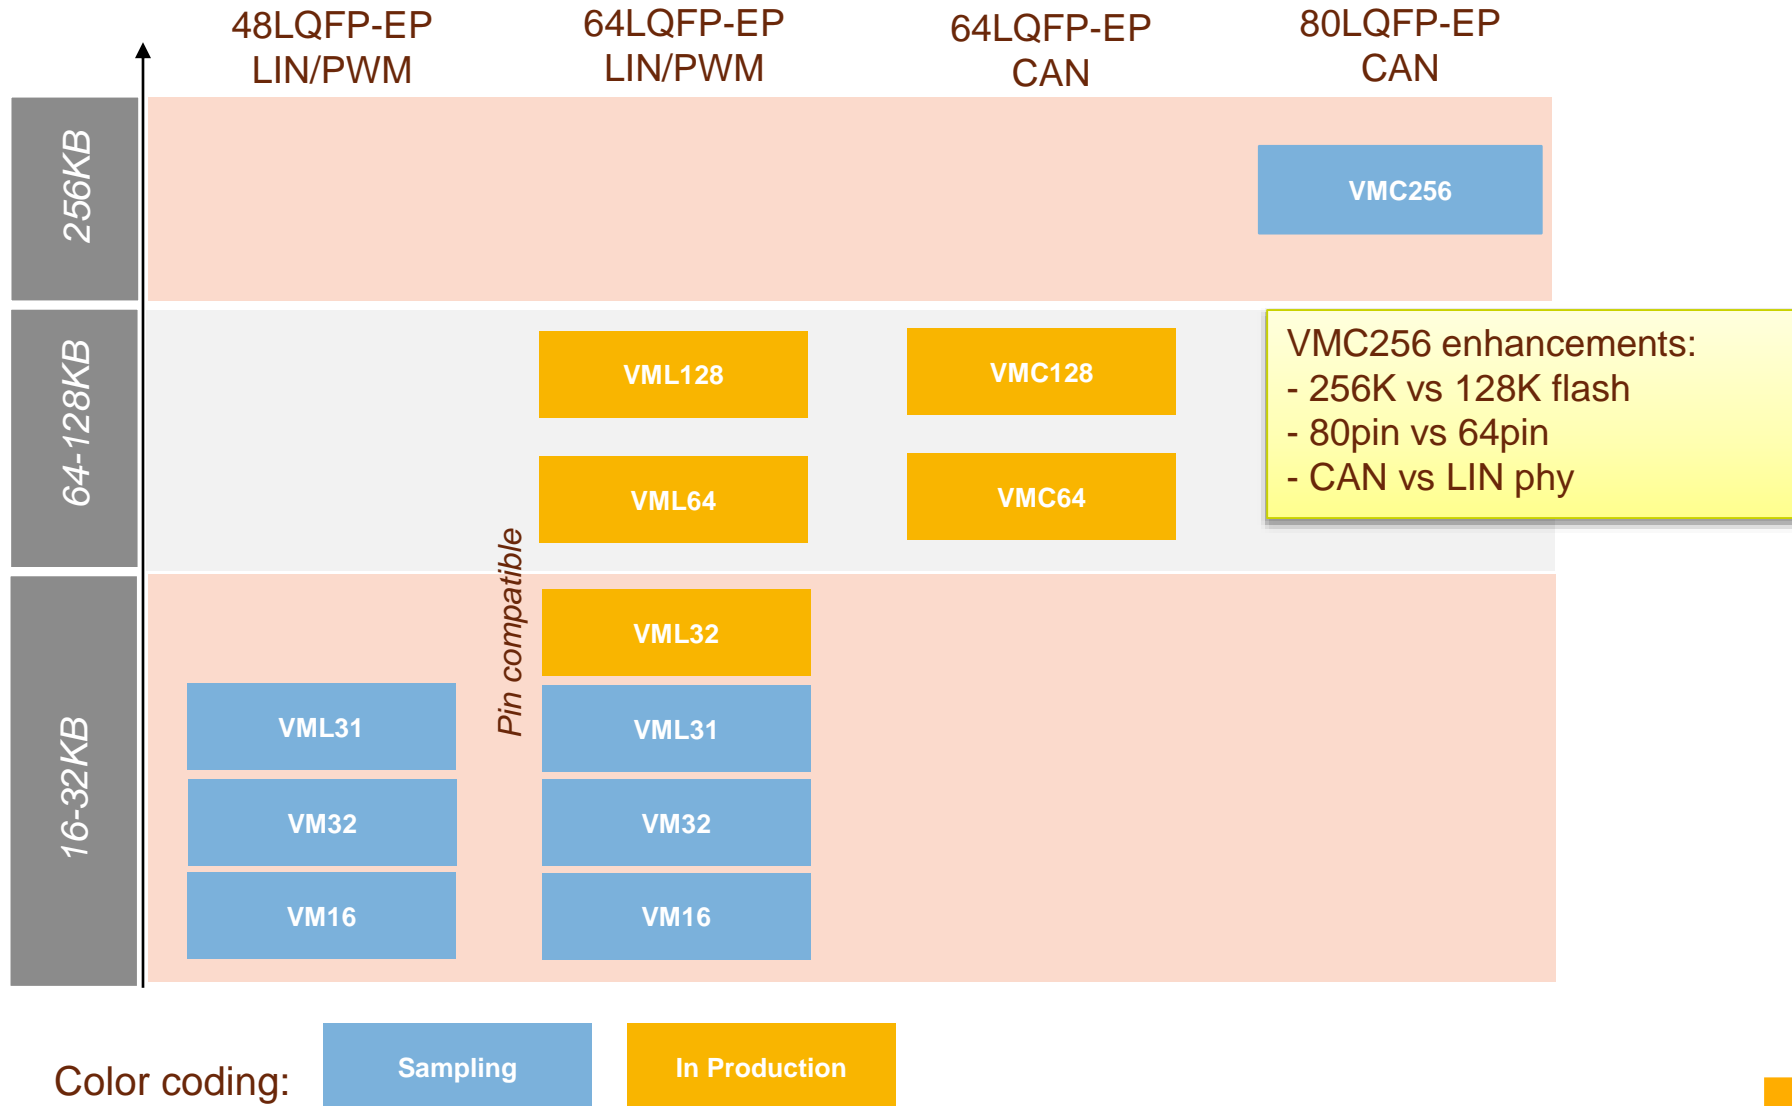 48LQFP-EP
LIN/PWM
64LQFP-EP
LIN/PWM
64LQFP-EP
CAN
80LQFP-EP
CAN
256KB
VMC256
64-128KB
VML128
VMC128
VMC256 enhancements:
- 256K vs 128K flash
- 80pin vs 64pin
- CAN vs LIN phy
VML64
VMC64
Pin compatible
16-32KB
VML32
VML31
VML31
VM32
VM32
VM16
VM16
Color coding:
Sampling
In Production